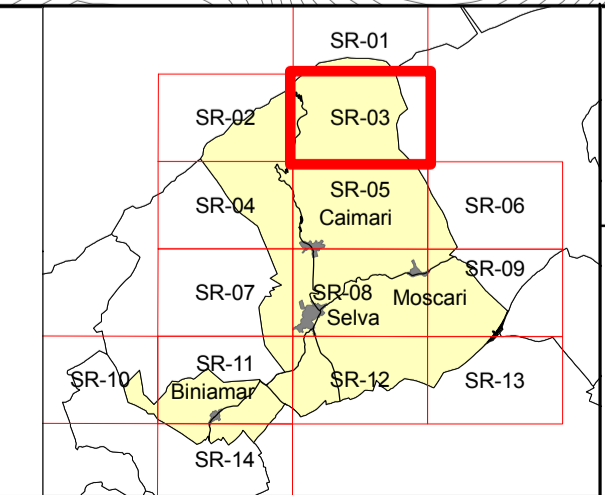 SR-01
SR-02
SR-03
SR-04
SR-05
Caimari
SR-06
SR-07
SR-08
SR-09
Moscari
Selva
SR-10
SR-11
Biniamar
SR-12
SR-13
SR-14